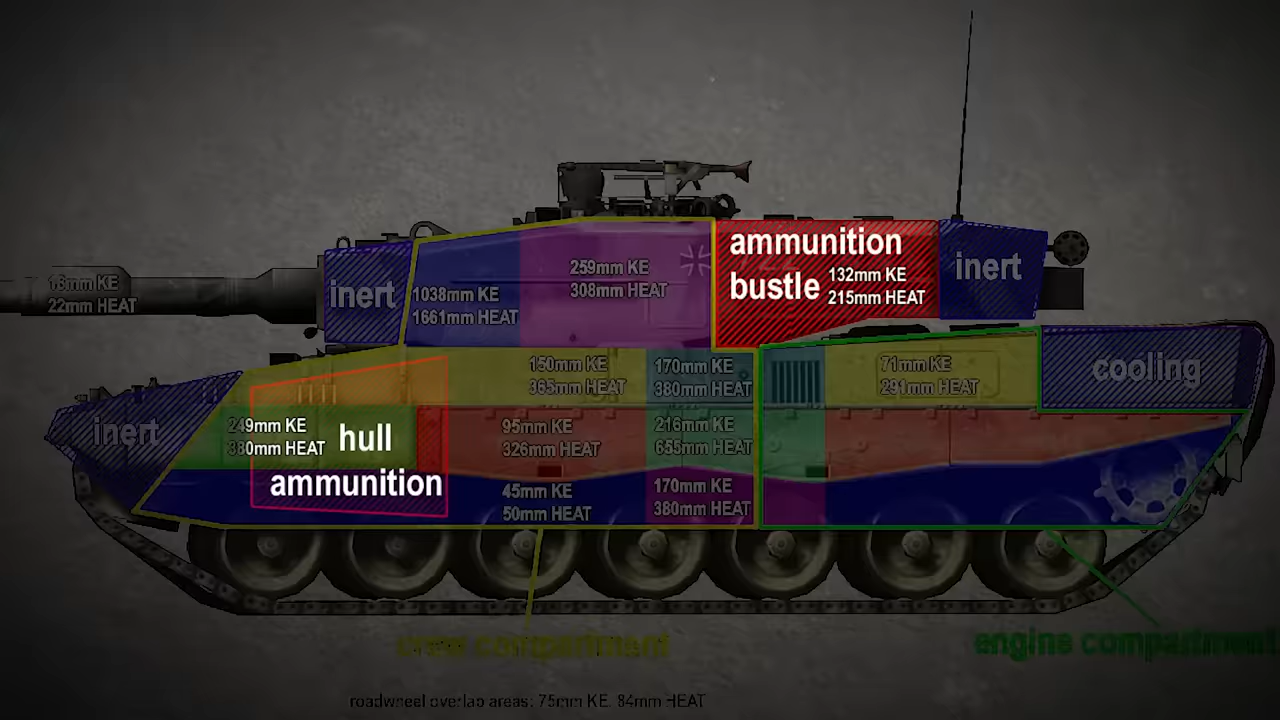 ammunition
bustle
132mm KE
215mm HEAT
inert
inert
259mm KE
308mm HEAT
1038mm KE
1661mm HEAT
22mm HEAT
150mm KE
365mm HEAT
170mm KE
380mm HEAT
71mm KE
291mm HEAT
cooling
inert
249mm KE
380mm HEAT
hull
ammunition
95mm KE
326mm HEAT
216mm KE
655mm HEAT
45mm KE
50mm HEAT
170mm KE
380mm HEAT
crew compartment
engine compartment
roadwheel overlap areas: 75mm KE, 84mm HEAT